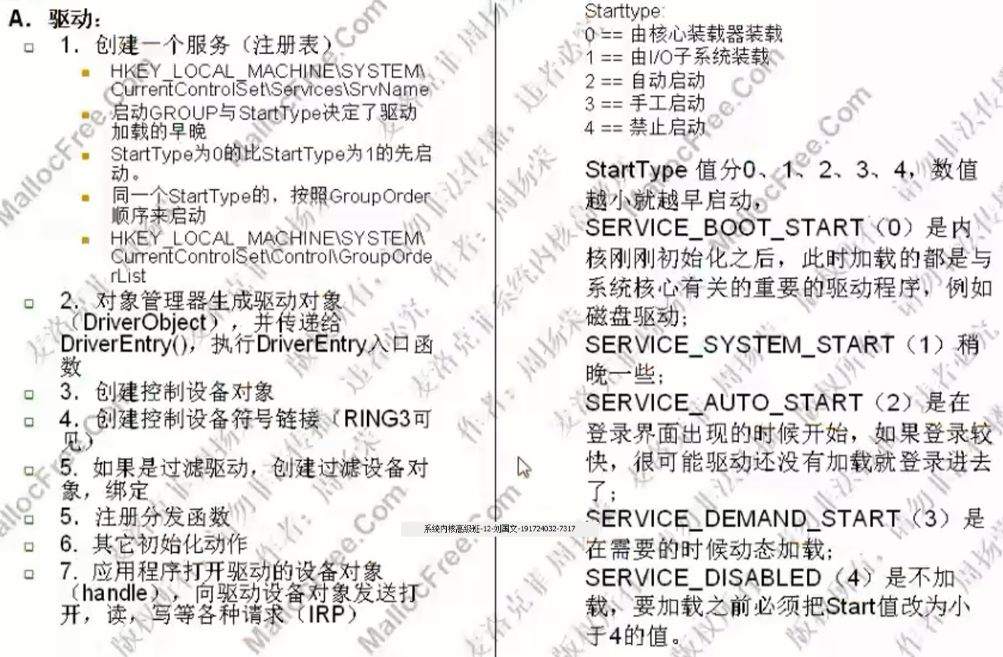 A．驱动：
1．创建一个服务（注册表）
HKEY_LOCAL_MACHINE\SYSTEM\
CurrentControlSet\Services\SrvName
启动GROUP与StartType决定了驱动
加载的早晚
StartType为0的比StartType为1的先启
动。
同一个StartType的，按照GroupOrder
顺序来启动
HKEY_LOCAL_MACHINE\SYSTEM\
CurrentControlSet\Control\GroupOrde
rList
2．对象管理器生成驱动对象
（DriverObject），并传递给
DriverEntry()，执行DriverEntry入口函
数
3．创建控制设备对象
4．创建控制设备符号链接（RING3可
见）
5．如果是过滤驱动，创建过滤设备对
象，绑定
5．注册分发函数
6．其它初始化动作
7．应用程序打开驱动的设备对象
（handle），向驱动设备对象发送打
开，读，写等各种请求（IRP）
Starttype:
0 == 由核心装载器装载
1 == 由I/O子系统装载
2 == 自动启动
3 == 手工启动
4 == 禁止启动
StartType 值分0、1、2、3、4，数值
越小就越早启动，
SERVICE_BOOT_START（0）是内
核刚刚初始化之后，此时加载的都是与
系统核心有关的重要的驱动程序，例如
磁盘驱动;
SERVICE_SYSTEM_START（1）稍
晚一些;
SERVICE_AUTO_START（2）是在
登录界面出现的时候开始，如果登录较
快，很可能驱动还没有加载就登录进去
了;
SERVICE_DEMAND_START（3）是
在需要的时候动态加载;
SERVICE_DISABLED（4）是不加
载，要加载之前必须把Start值改为小
于4的值。
系统内核高级班-12-刘国文-191724032-7317
MallocFree.Com